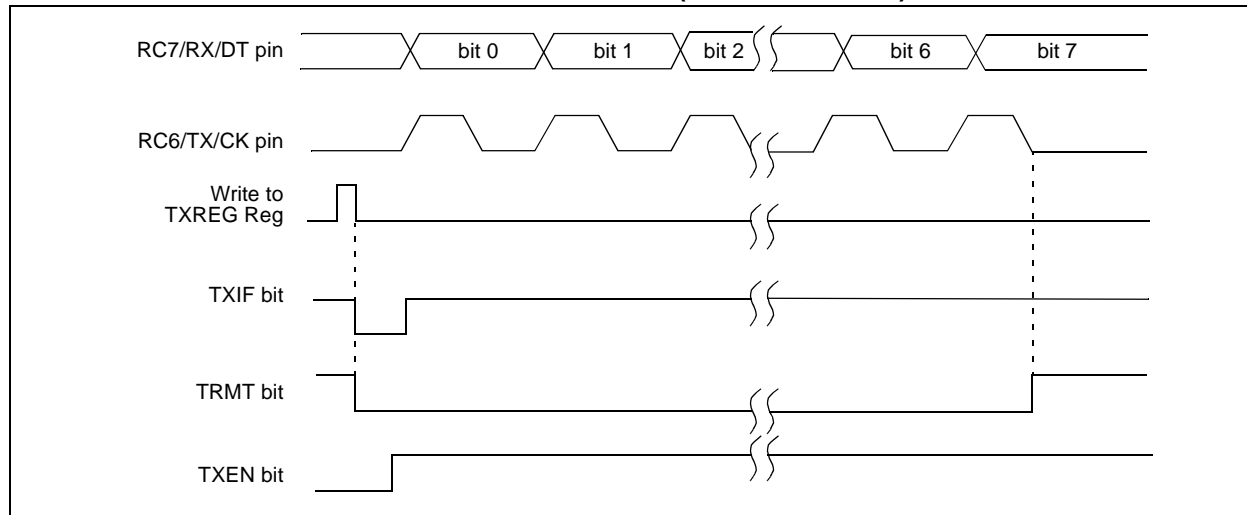 RC7/RX/DT pin
bit 0
bit 1
bit 2
bit 6
bit 7
RC6/TX/CK pin
Write to
TXREG Reg
TXIF bit
TRMT bit
TXEN bit